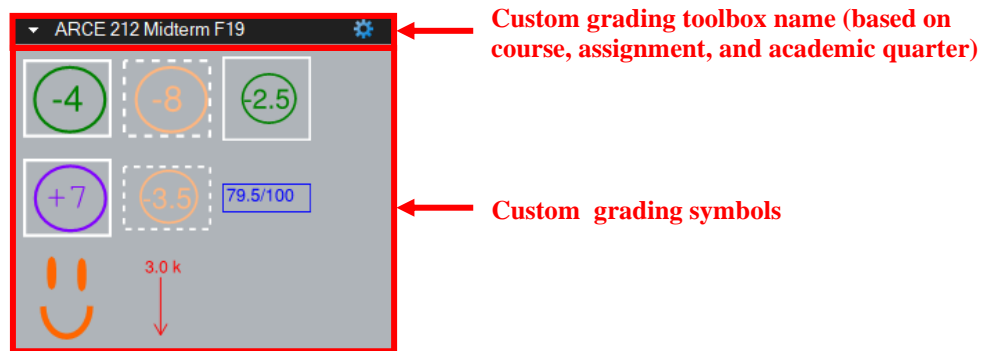 ARCE 212 Midterm F19
Custom grading toolbox name (based on
course, assignment, and academic quarter)
-4 -8 -2.5
+7 -3.5 79.5/100
Custom grading symbols
3.0 k